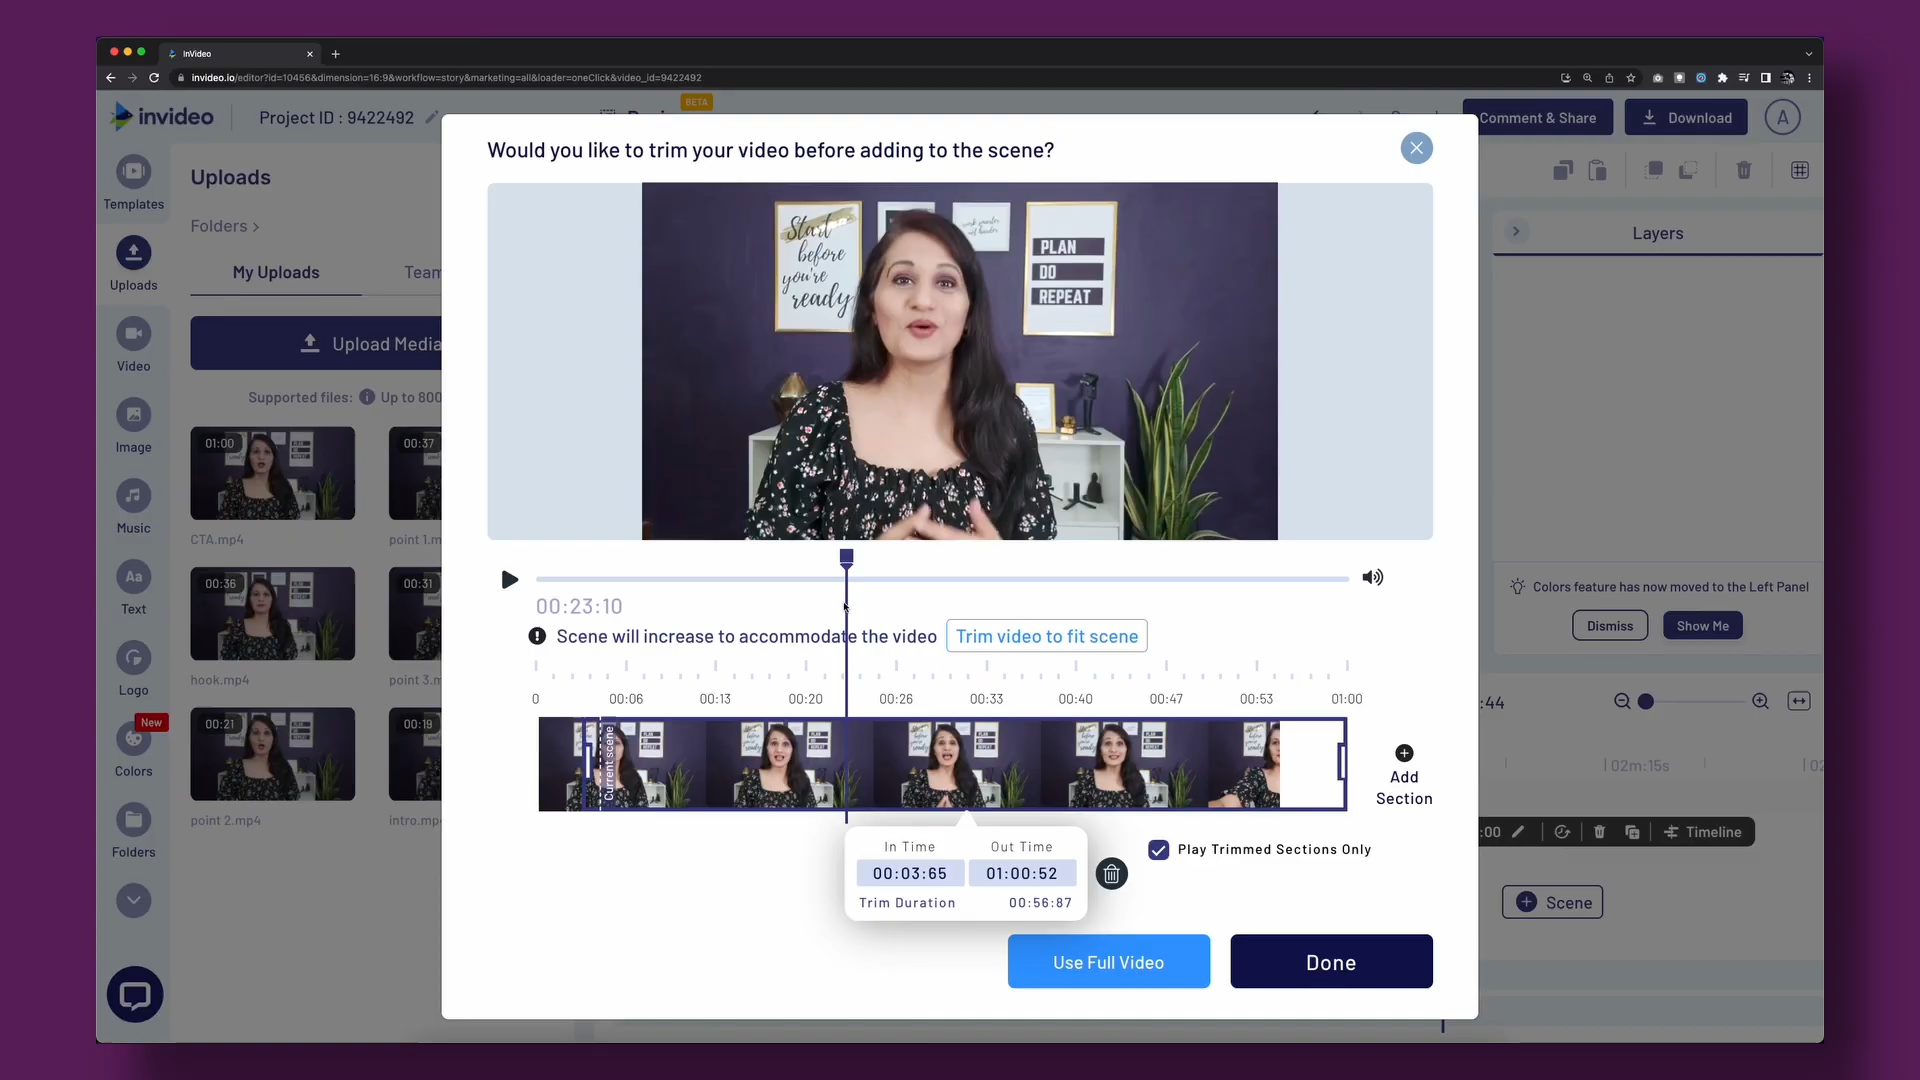 InVideo
invideo.io/editor?id=10456&dimension=16:9&workflow=story&marketing=all&loader=oneClick&video_id=9422492
invideo
Project ID : 9422492
BETA
Comment & Share
Download
A
Templates
Uploads
Video
Image
Music
Aa
Text
Logo
New
Colors
Folders
Uploads
Folders >
My Uploads
Team
Upload Media
Supported files:
Up to 800
01:00
00:37
CTA.mp4
point 1.m
00:36
00:31
hook.mp4
point 3.m
00:21
00:19
point 2.mp4
intro.mp4
Would you like to trim your video before adding to the scene?
Start
before
you're
ready
work smarter
not harder
PLAN
DO
REPEAT
00:23:10
Scene will increase to accommodate the video
Trim video to fit scene
0
00:06
00:13
00:20
00:26
00:33
00:40
00:47
00:53
01:00
Current scene
Add
Section
In Time
Out Time
00:03:65
01:00:52
Trim Duration
00:56:87
Play Trimmed Sections Only
Use Full Video
Done
Layers
Colors feature has now moved to the Left Panel
Dismiss
Show Me
:44
02m:15s
:00
Timeline
Scene